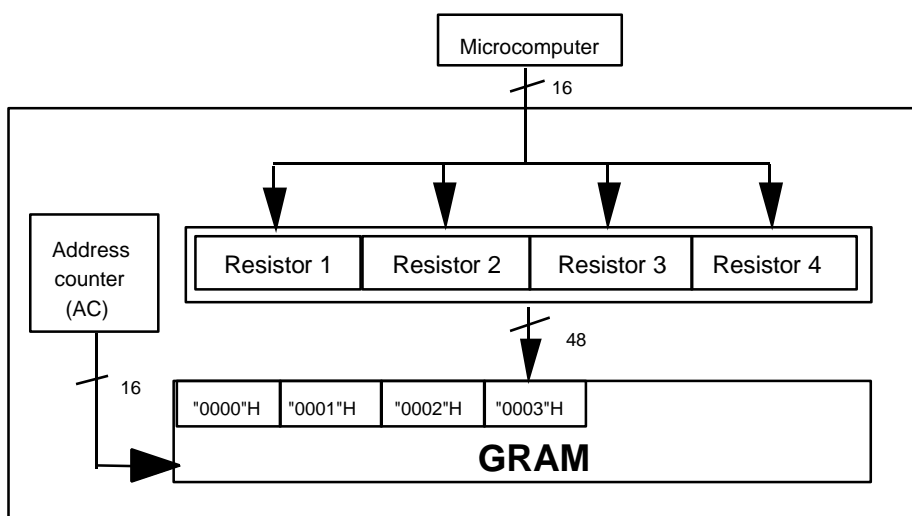 Microcomputer
16
Address
counter
(AC)
Resistor 1 Resistor 2 Resistor 3 Resistor 4
48
16
"0000"H "0001"H "0002"H "0003"H
GRAM